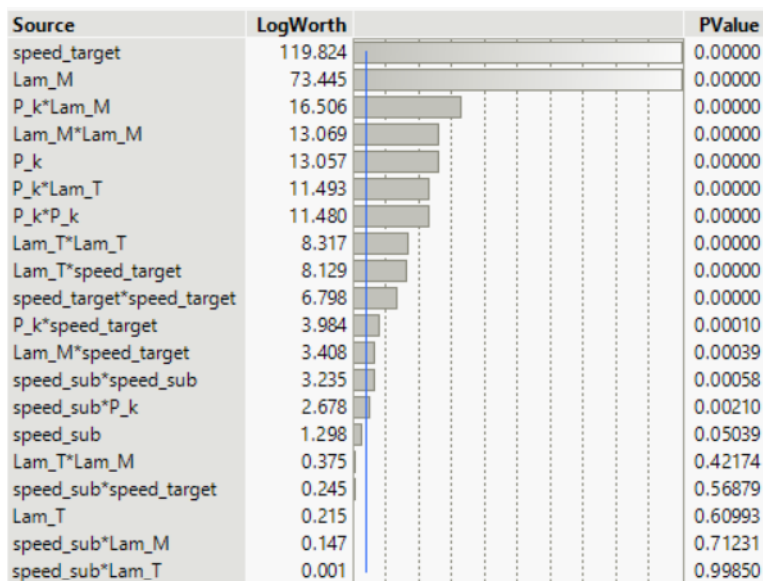 Source LogWorth PValue
speed_target 119.824 0.00000
Lam_M 73.445 0.00000
P_k*Lam_M 16.506 0.00000
Lam_M*Lam_M 13.069 0.00000
P_k 13.057 0.00000
P_k*Lam_T 11.493 0.00000
P_k*P_k 11.480 0.00000
Lam_T*Lam_T 8.317 0.00000
Lam_T*speed_target 8.129 0.00000
speed_target*speed_target 6.798 0.00000
P_k*speed_target 3.984 0.00010
Lam_M*speed_target 3.408 0.00039
speed_sub*speed_sub 3.235 0.00058
speed_sub*P_k 2.678 0.00210
speed_sub 1.298 0.05039
Lam_T*Lam_M 0.375 0.42174
speed_sub*speed_target 0.245 0.56879
Lam_T 0.215 0.60993
speed_sub*Lam_M 0.147 0.71231
speed_sub*Lam_T 0.001 0.99850